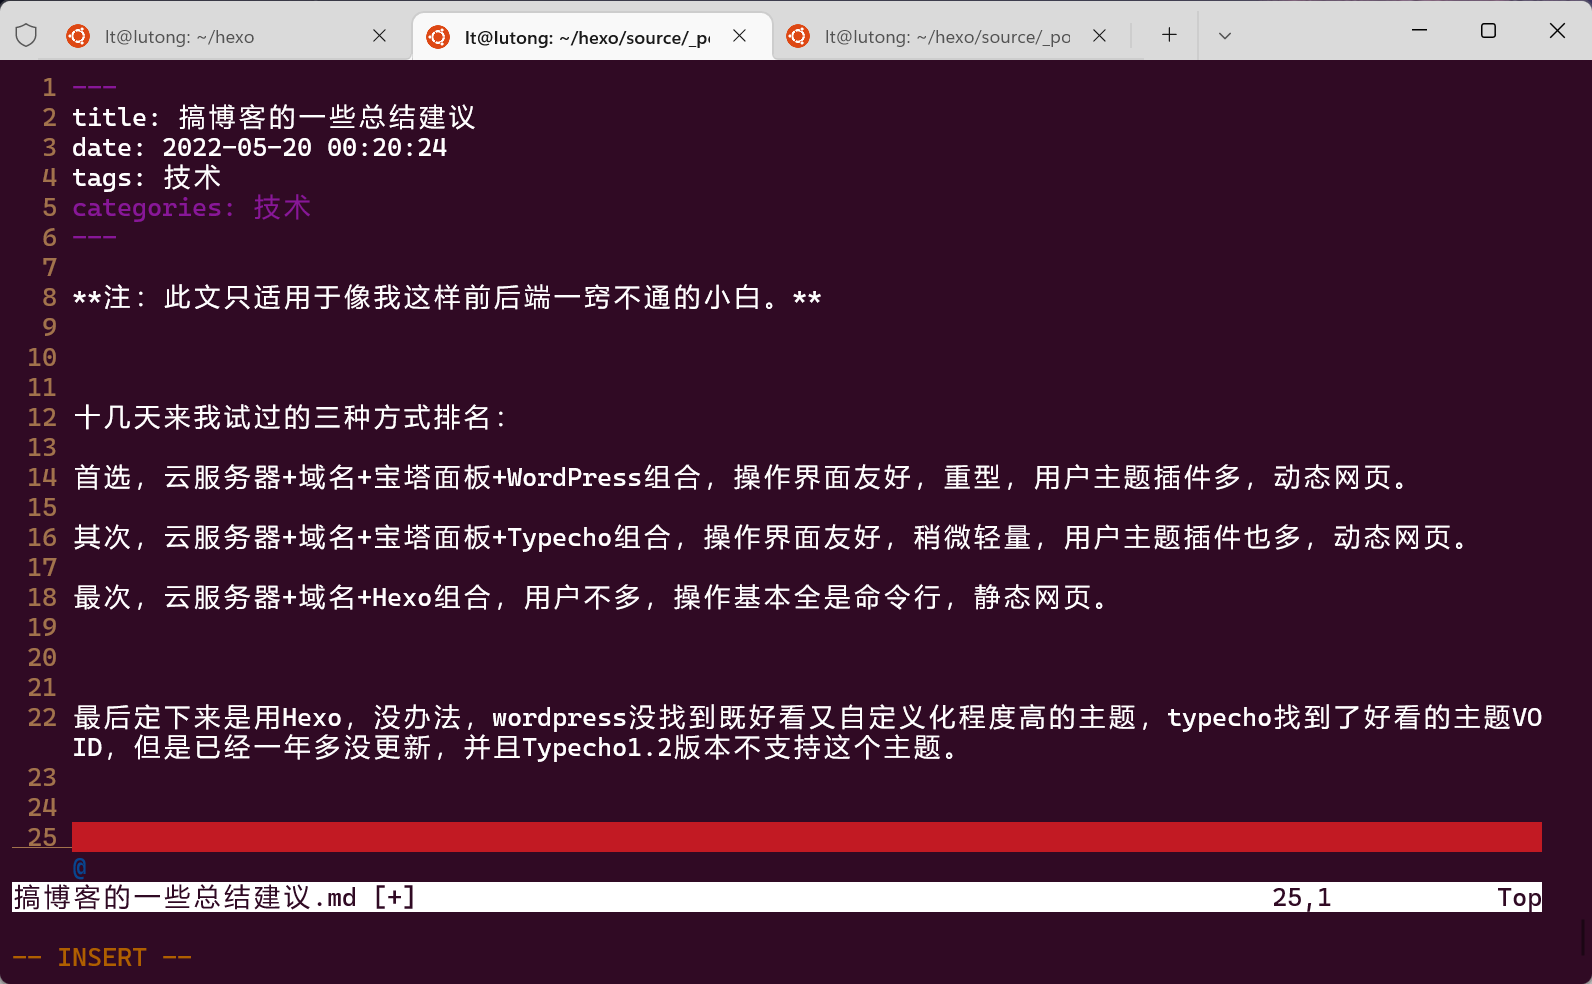 lt@lutong: ~/hexo
lt@lutong: ~/hexo/source/_p
lt@lutong: ~/hexo/source/_po
1 ---
2 title: 搞博客的一些总结建议
3 date: 2022-05-20 00:20:24
4 tags: 技术
5 categories: 技术
6 ---
7
8 **注：此文只适用于像我这样前后端一窍不通的小白。**
9
10
11
12 十几天来我试过的三种方式排名：
13
14 首选，云服务器+域名+宝塔面板+WordPress组合，操作界面友好，重型，用户主题插件多，动态网页。
15
16 其次，云服务器+域名+宝塔面板+Typecho组合，操作界面友好，稍微轻量，用户主题插件也多，动态网页。
17
18 最次，云服务器+域名+Hexo组合，用户不多，操作基本全是命令行，静态网页。
19
20
21
22 最后定下来是用Hexo，没办法，wordpress没找到既好看又自定义化程度高的主题，typecho找到了好看的主题VO
ID，但是已经一年多没更新，并且Typecho1.2版本不支持这个主题。
23
24
25
@
搞博客的一些总结建议.md [+] 25,1 Top
-- INSERT --